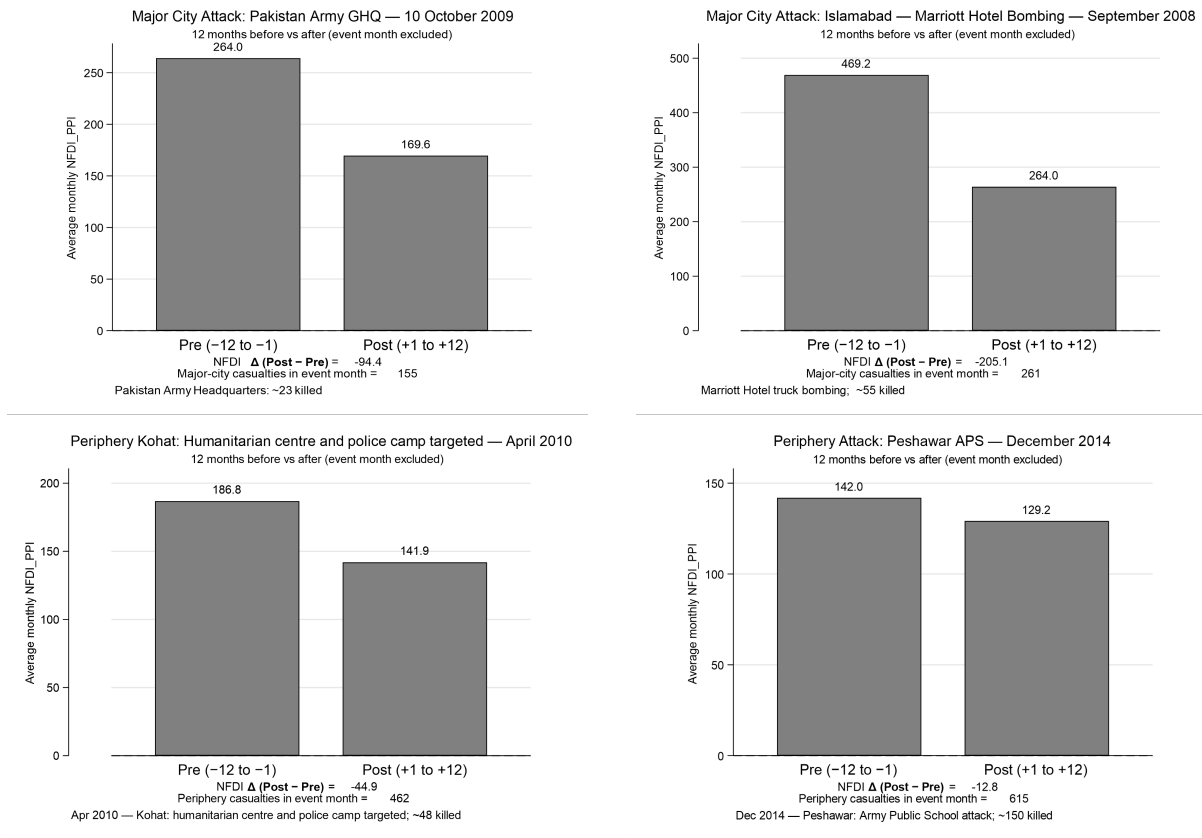 Major City Attack: Pakistan Army GHQ — 10 October 2009
12 months before vs after (event month excluded)
264.0
169.6
250
200
150
100
50
0
Average monthly NFDI_PPI
Pre (−12 to −1)
Post (+1 to +12)
NFDI Δ (Post − Pre) = -94.4
Major-city casualties in event month = 155
Pakistan Army Headquarters: ~23 killed
Major City Attack: Islamabad — Marriott Hotel Bombing — September 2008
12 months before vs after (event month excluded)
469.2
264.0
500
400
300
200
100
0
Average monthly NFDI_PPI
Pre (−12 to −1)
Post (+1 to +12)
NFDI Δ (Post − Pre) = -205.1
Major-city casualties in event month = 261
Marriott Hotel truck bombing; ~55 killed
Periphery Kohat: Humanitarian centre and police camp targeted — April 2010
12 months before vs after (event month excluded)
186.8
141.9
200
150
100
50
0
Average monthly NFDI_PPI
Pre (−12 to −1)
Post (+1 to +12)
NFDI Δ (Post − Pre) = -44.9
Periphery casualties in event month = 462
Apr 2010 — Kohat: humanitarian centre and police camp targeted; ~48 killed
Periphery Attack: Peshawar APS — December 2014
12 months before vs after (event month excluded)
142.0
129.2
150
100
50
0
Average monthly NFDI_PPI
Pre (−12 to −1)
Post (+1 to +12)
NFDI Δ (Post − Pre) = -12.8
Periphery casualties in event month = 615
Dec 2014 — Peshawar: Army Public School attack; ~150 killed